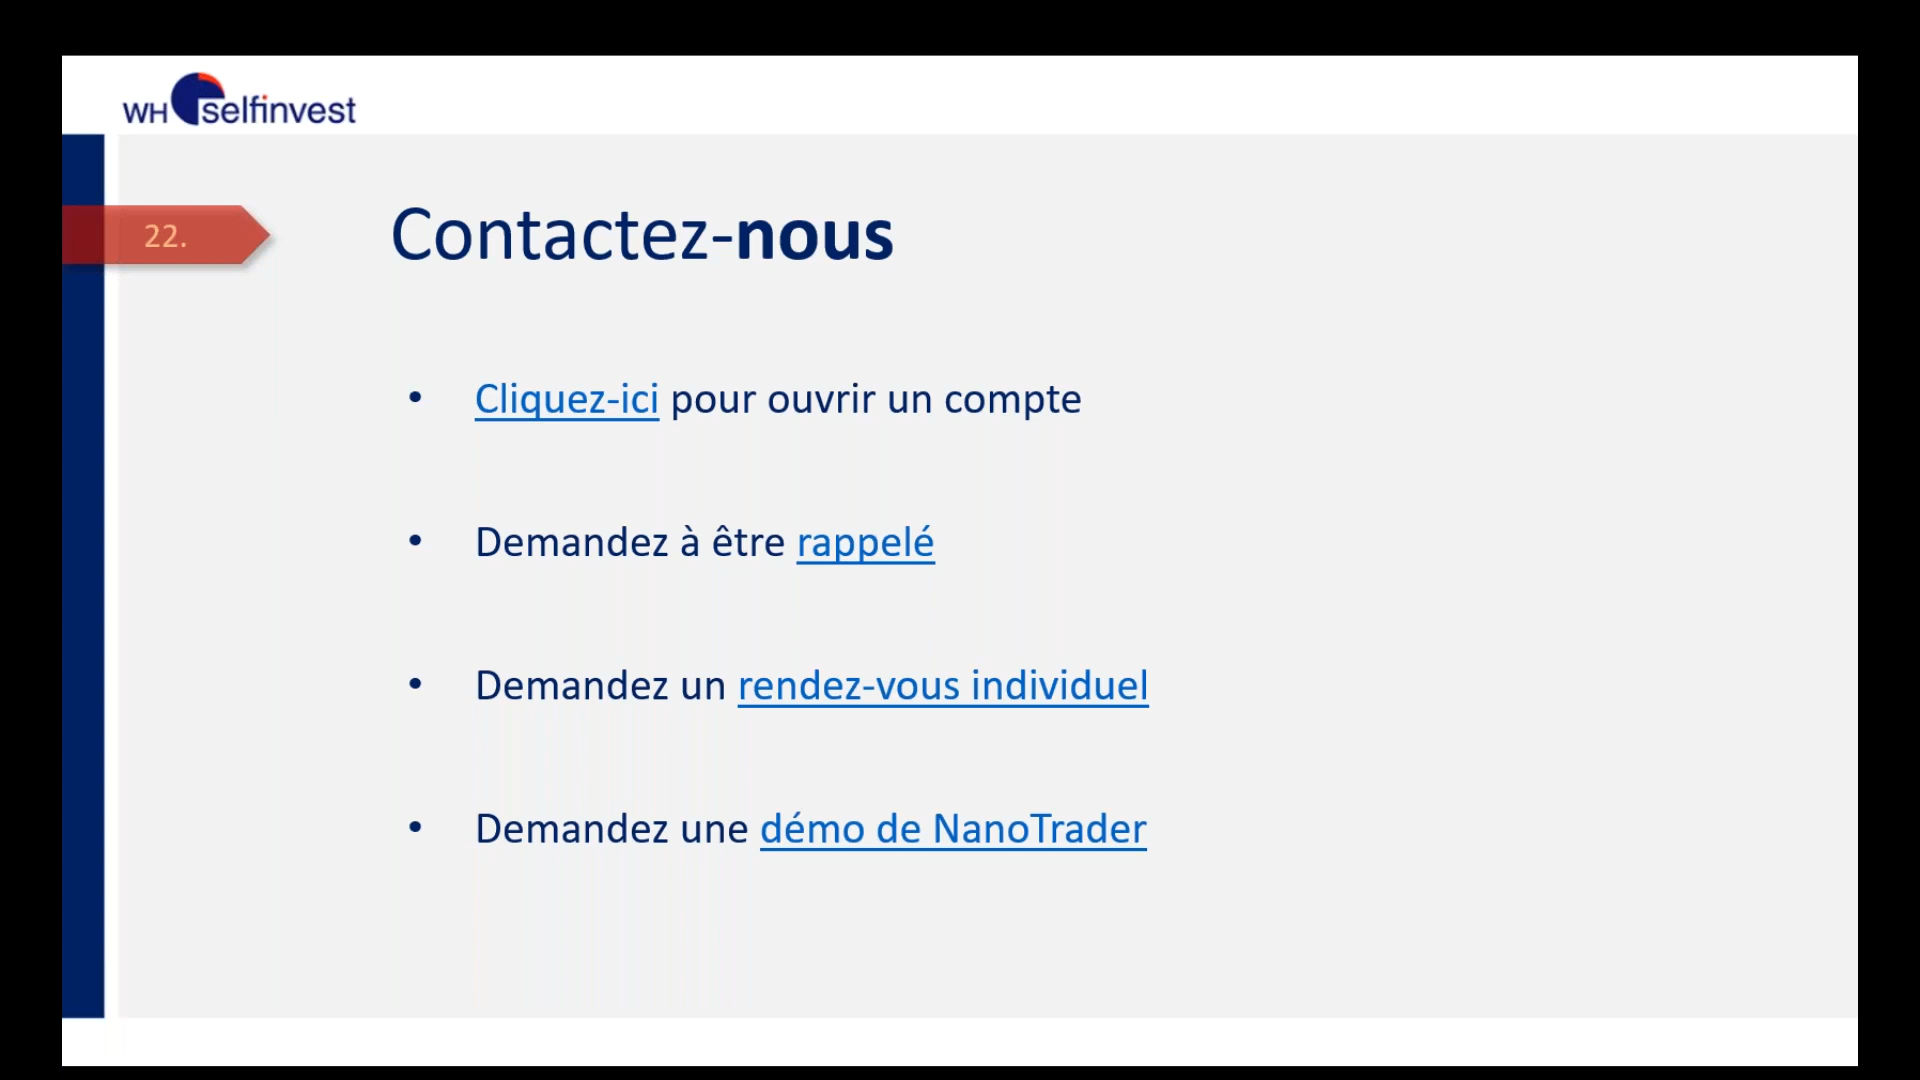 WH selfinvest
22.
Contactez-nous
• Cliquez-ici pour ouvrir un compte
• Demandez à être rappelé
• Demandez un rendez-vous individuel
• Demandez une démo de NanoTrader